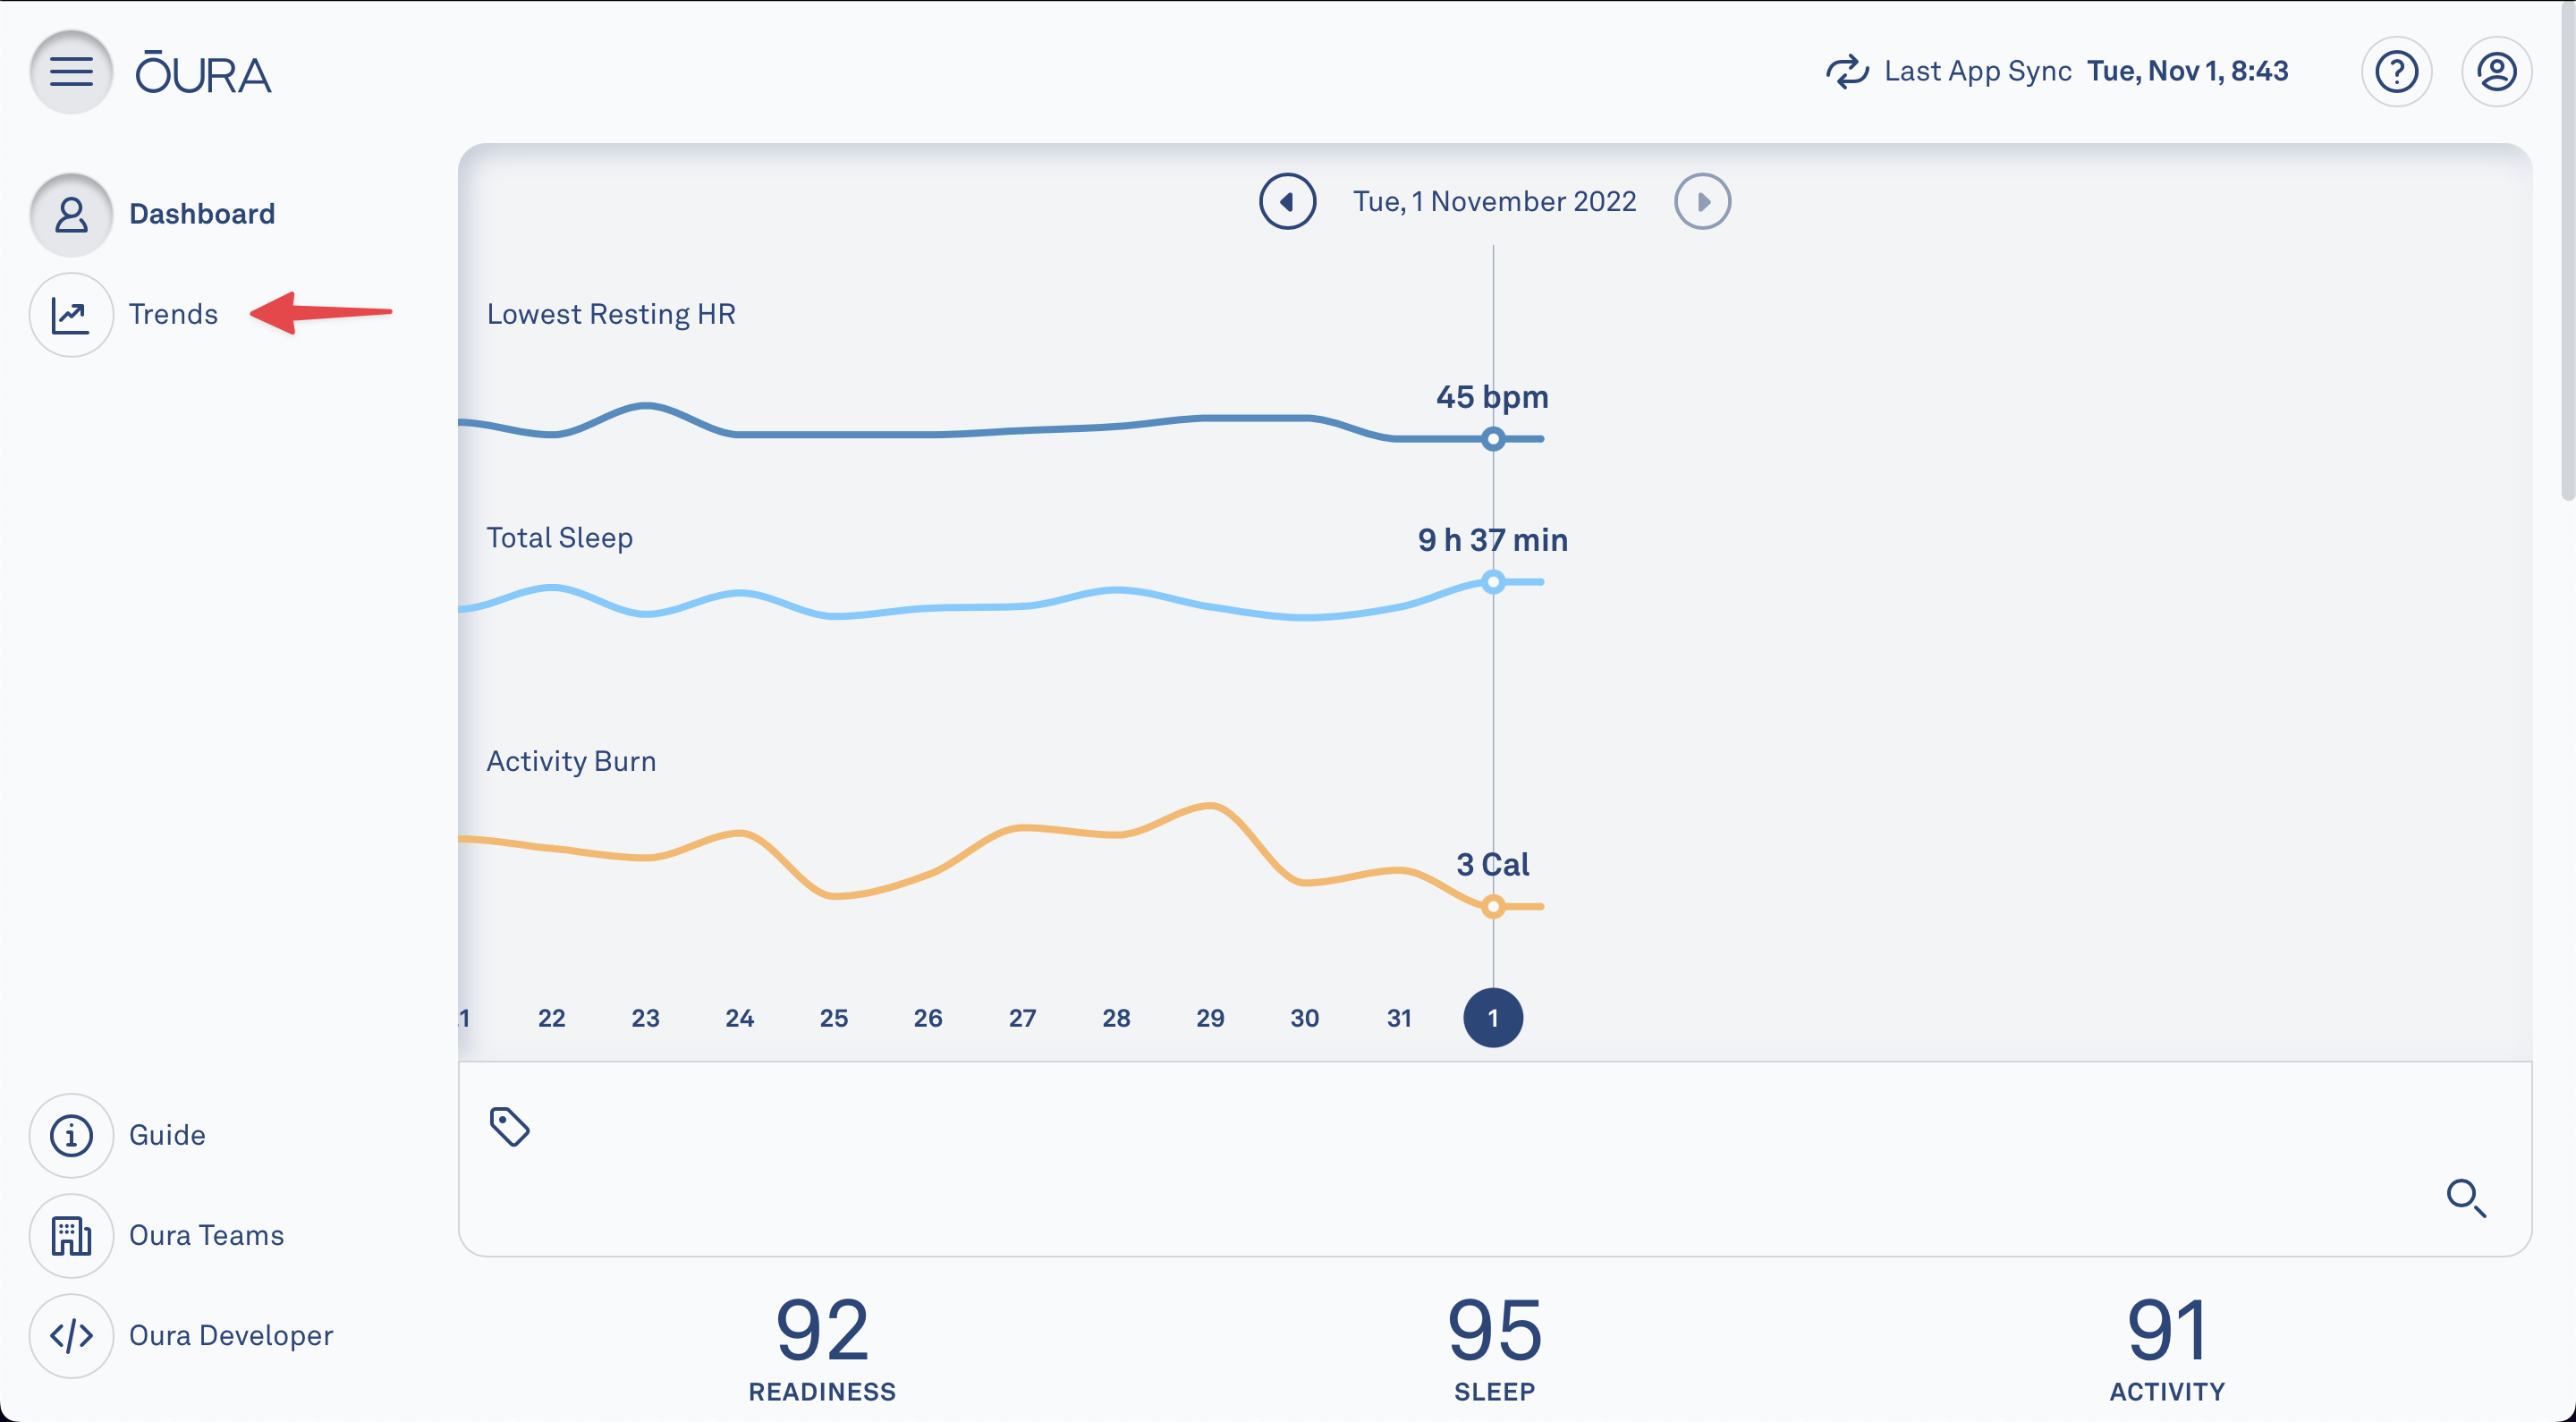 ŌURA
Last App Sync Tue, Nov 1, 8:43
Dashboard
Trends
Tue, 1 November 2022
Lowest Resting HR
45 bpm
Total Sleep
9 h 37 min
Activity Burn
3 Cal
22 23 24 25 26 27 28 29 30 31 1
Guide
Oura Teams
Oura Developer
92 95 91
READINESS SLEEP ACTIVITY